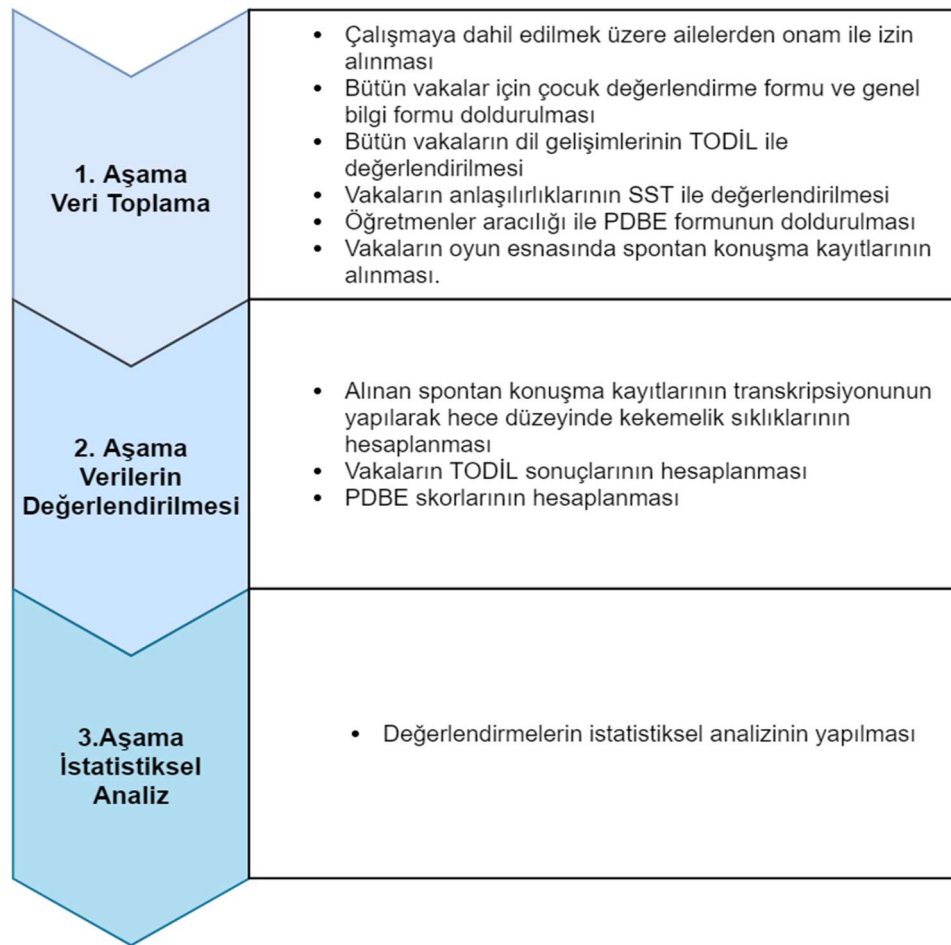 1. Aşama
Veri Toplama
• Çalışmaya dahil edilmek üzere ailelerden onam ile izin
alınması
• Bütün vakalar için çocuk değerlendirme formu ve genel
bilgi formu doldurulması
• Bütün vakaların dil gelişimlerinin TODİL ile
değerlendirilmesi
• Vakaların anlaşılırlıklarının SST ile değerlendirilmesi
• Öğretmenler aracılığı ile PDBE formunun doldurulması
• Vakaların oyun esnasında spontan konuşma kayıtlarının
alınması.
2. Aşama
Verilerin
Değerlendirilmesi
• Alınan spontan konuşma kayıtlarının transkripsiyonunun
yapılarak hece düzeyinde kekemelik sıklıklarının
hesaplanması
• Vakaların TODİL sonuçlarının hesaplanması
• PDBE skorlarının hesaplanması
3.Aşama
İstatistiksel
Analiz
• Değerlendirmelerin istatistiksel analizinin yapılması